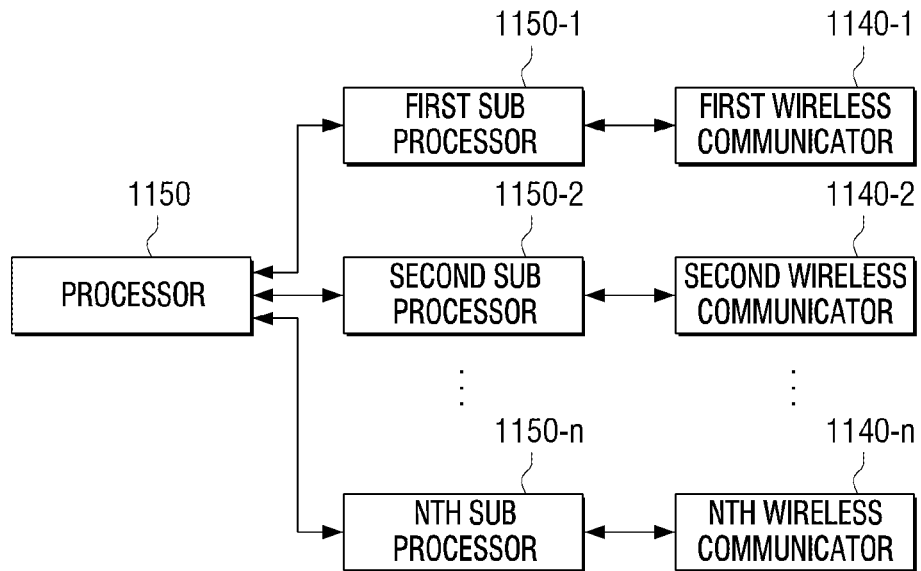 1150-1
1140-1
FIRST SUB
PROCESSOR
FIRST WIRELESS
COMMUNICATOR
1150
1150-2
1140-2
PROCESSOR
SECOND SUB
PROCESSOR
SECOND WIRELESS
COMMUNICATOR
1150-n
1140-n
NTH SUB
PROCESSOR
NTH WIRELESS
COMMUNICATOR